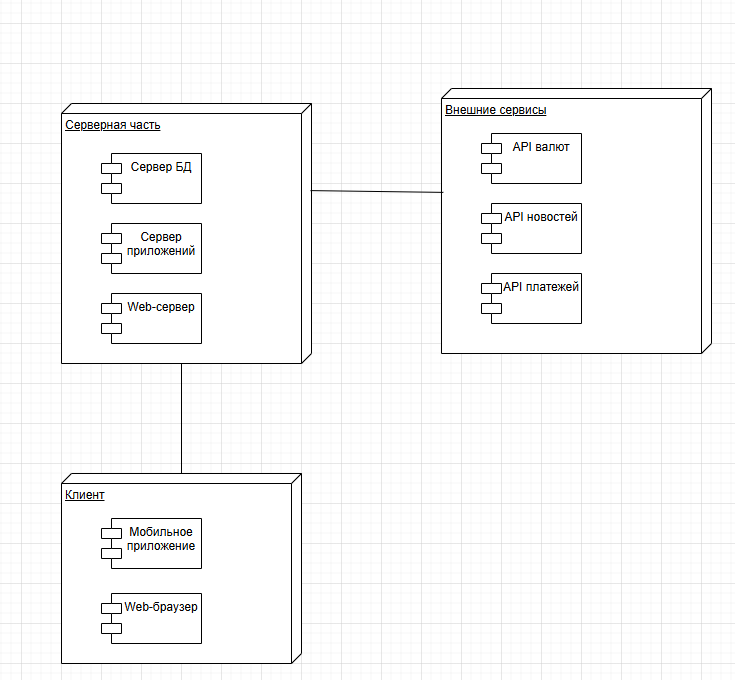 Серверная часть
Сервер БД
Сервер
приложений
Web-сервер
Внешние сервисы
API валют
API новостей
API платежей
Клиент
Мобильное
приложение
Web-браузер